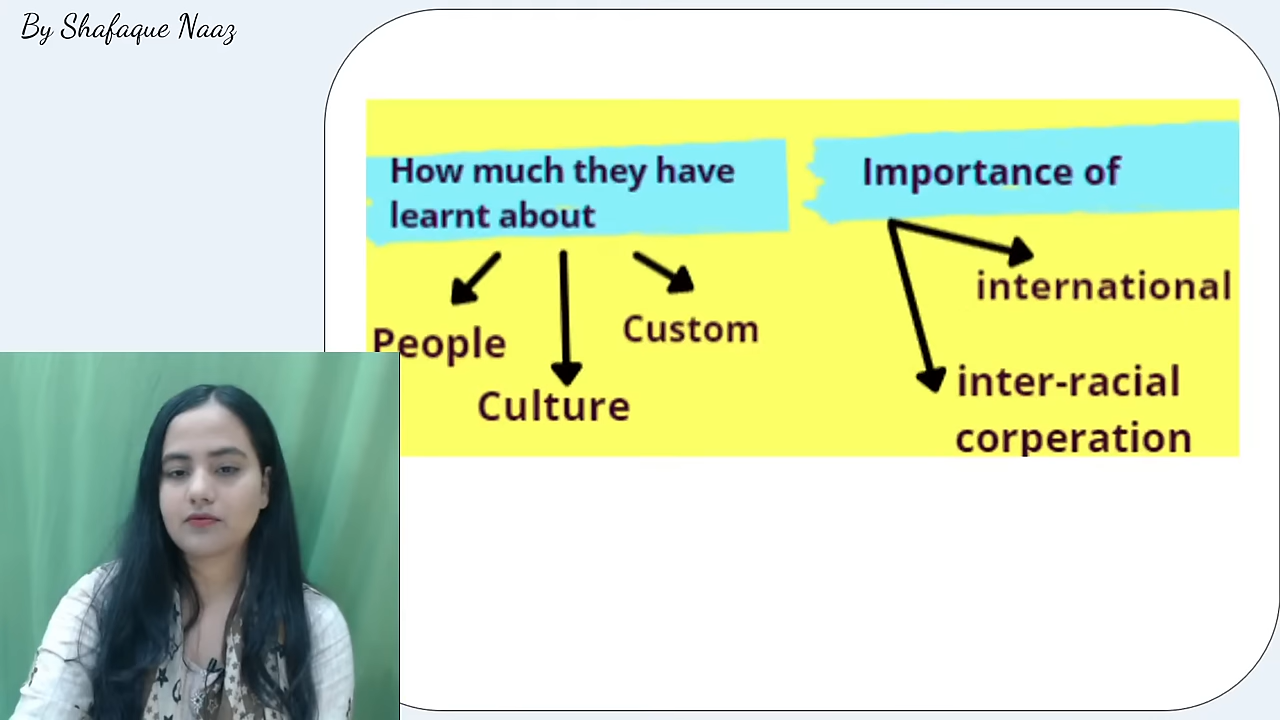 By Shafaque Naaz
How much they have
learnt about
People
Culture
Custom
Importance of
international
inter-racial
corperation